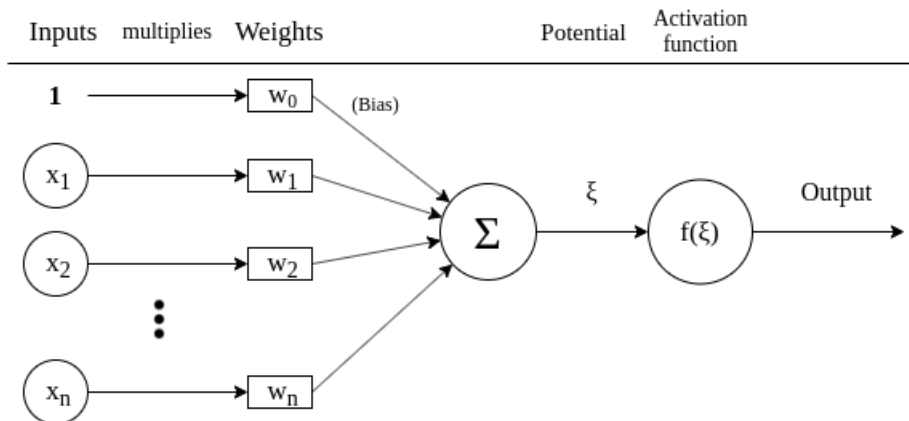 Inputs multiplies Weights Potential Activation function
1 w₀ (Bias)
x₁ w₁
x₂ w₂
Σ ξ f(ξ) Output
xₙ wₙ